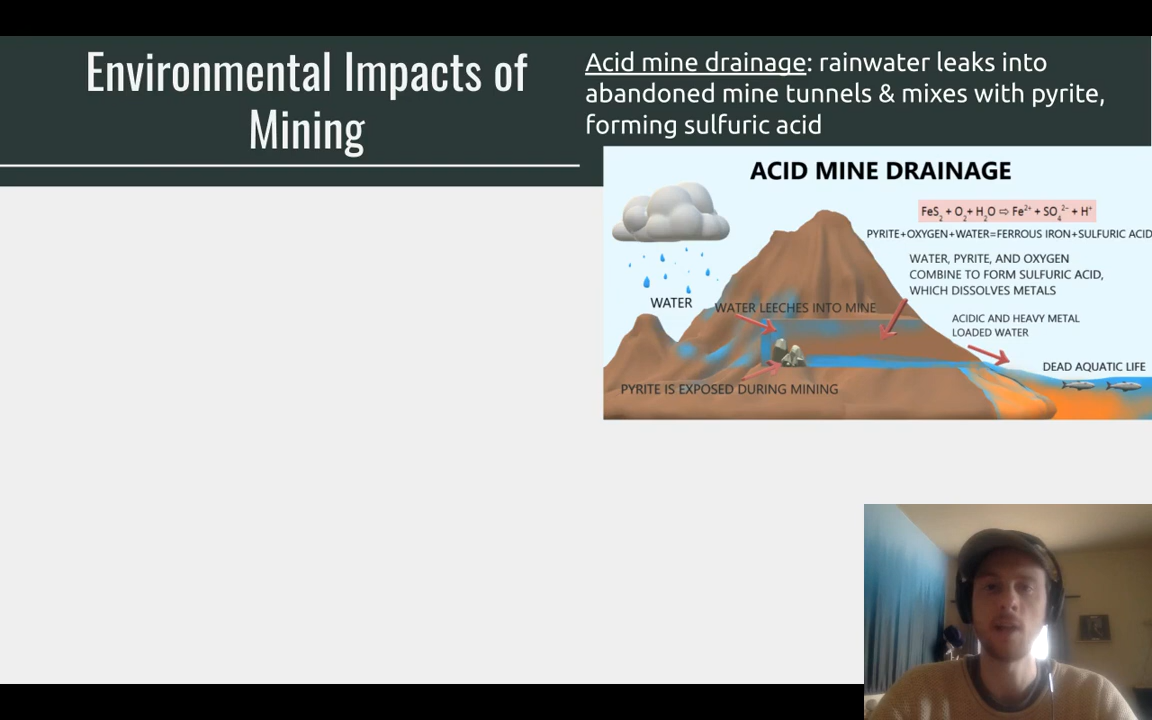 Environmental Impacts of
Mining
Acid mine drainage: rainwater leaks into
abandoned mine tunnels & mixes with pyrite,
forming sulfuric acid
ACID MINE DRAINAGE
FeS₂ + O₂ + H₂O ⇨ Fe²⁺ + SO₄²⁻ + H⁺
PYRITE+OXYGEN+WATER=FERROUS IRON+SULFURIC ACID
WATER, PYRITE, AND OXYGEN
COMBINE TO FORM SULFURIC ACID,
WHICH DISSOLVES METALS
WATER
WATER LEECHES INTO MINE
ACIDIC AND HEAVY METAL
LOADED WATER
DEAD AQUATIC LIFE
PYRITE IS EXPOSED DURING MINING